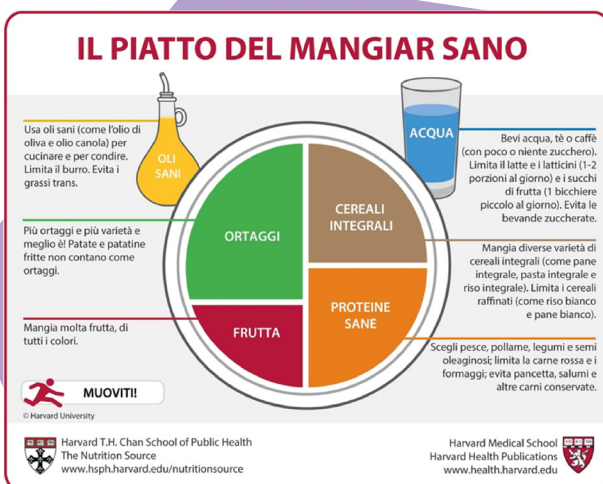 IL PIATTO DEL MANGIAR SANO
Usa oli sani (come l'olio di
oliva e olio canola) per
cucinare e per condire.
Limita il burro. Evita i
grassi trans.
OLI
SANI
ACQUA
Bevi acqua, tè o caffè
(con poco o niente zucchero).
Limita il latte e i latticini (1-2
porzioni al giorno) e i succhi
di frutta (1 bicchiere
piccolo al giorno). Evita le
bevande zuccherate.
Più ortaggi e più varietà e
meglio è! Patate e patatine
fritte non contano come
ortaggi.
ORTAGGI
CEREALI
INTEGRALI
Mangia diverse varietà di
cereali integrali (come pane
integrale, pasta integrale e
riso integrale). Limita i cereali
raffinati (come riso bianco
e pane bianco).
Mangia molta frutta, di
tutti i colori.
FRUTTA
PROTEINE
SANE
Scegli pesce, pollame, legumi e semi
oleaginosi; limita la carne rossa e i
formaggi; evita pancetta, salumi e
altre carni conservate.
MUOVITI!
© Harvard University
Harvard T.H. Chan School of Public Health
The Nutrition Source
www.hsph.harvard.edu/nutritionsource
Harvard Medical School
Harvard Health Publications
www.health.harvard.edu